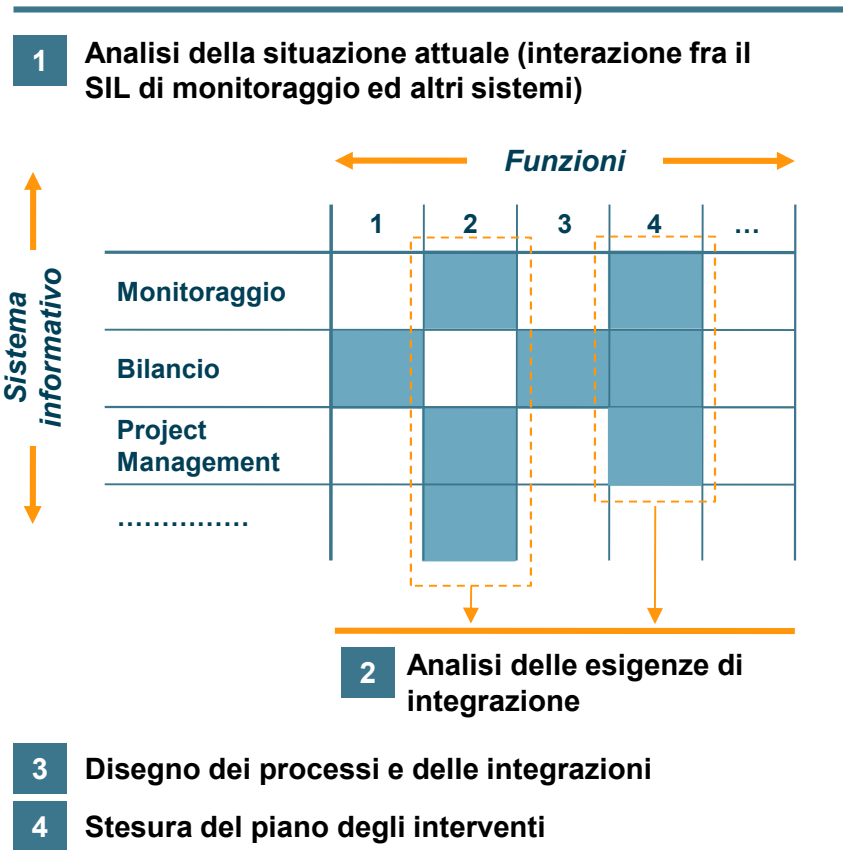 1
Analisi della situazione attuale (interazione fra il
SIL di monitoraggio ed altri sistemi)
Funzioni
Sistema
informativo
1 2 3 4 ...
Monitoraggio
Bilancio
Project
Management
...............
2
Analisi delle esigenze di
integrazione
3 Disegno dei processi e delle integrazioni
4 Stesura del piano degli interventi